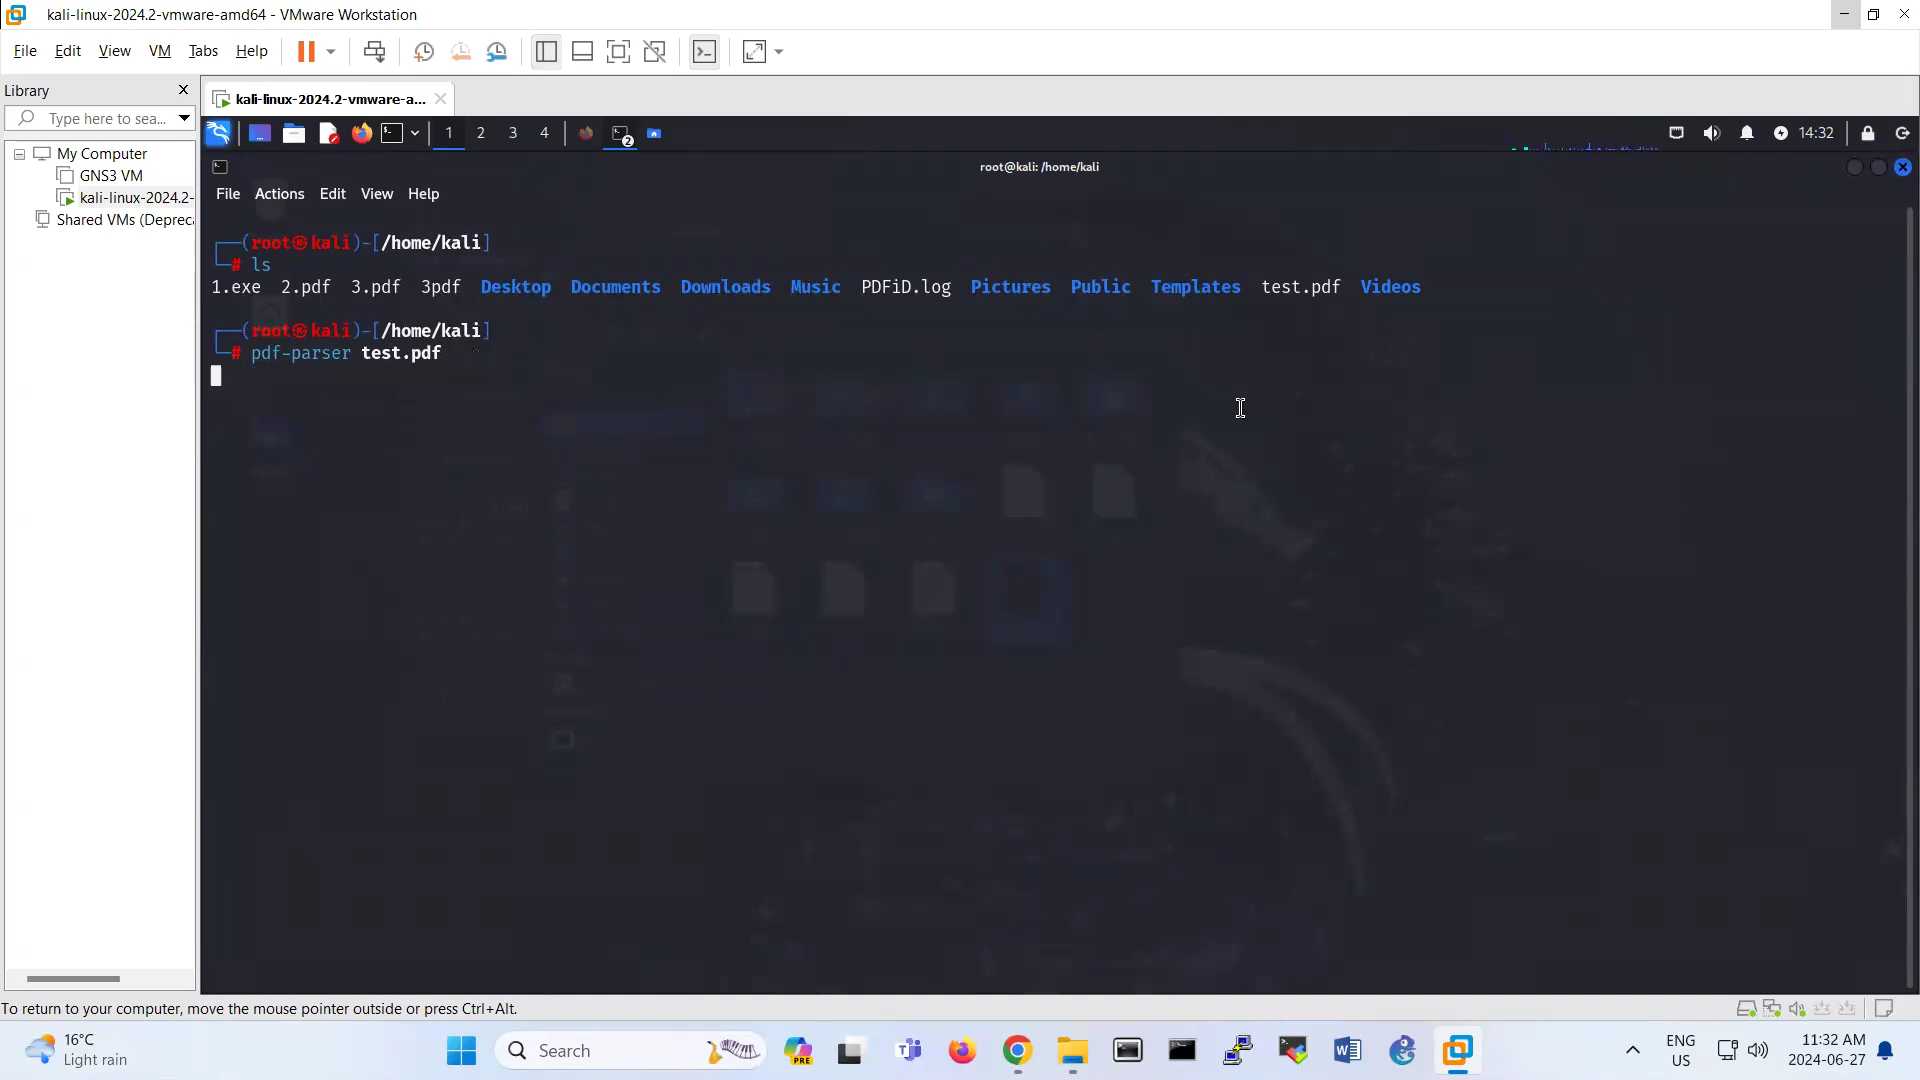 kali-linux-2024.2-vmware-amd64 - VMware Workstation
File Edit View VM Tabs Help
Library
kali-linux-2024.2-vmware-a...
Type here to sea...
My Computer
GNS3 VM
kali-linux-2024.2-
Shared VMs (Depreca
1 2 3 4 2 14:32
root@kali: /home/kali
File Actions Edit View Help
(root㉿kali)-[/home/kali]
# ls
1.exe 2.pdf 3.pdf 3pdf Desktop Documents Downloads Music PDFiD.log Pictures Public Templates test.pdf Videos
(root㉿kali)-[/home/kali]
# pdf-parser test.pdf
To return to your computer, move the mouse pointer outside or press Ctrl+Alt.
16°C
Light rain
Search
PRE
ENG
US
11:32 AM
2024-06-27